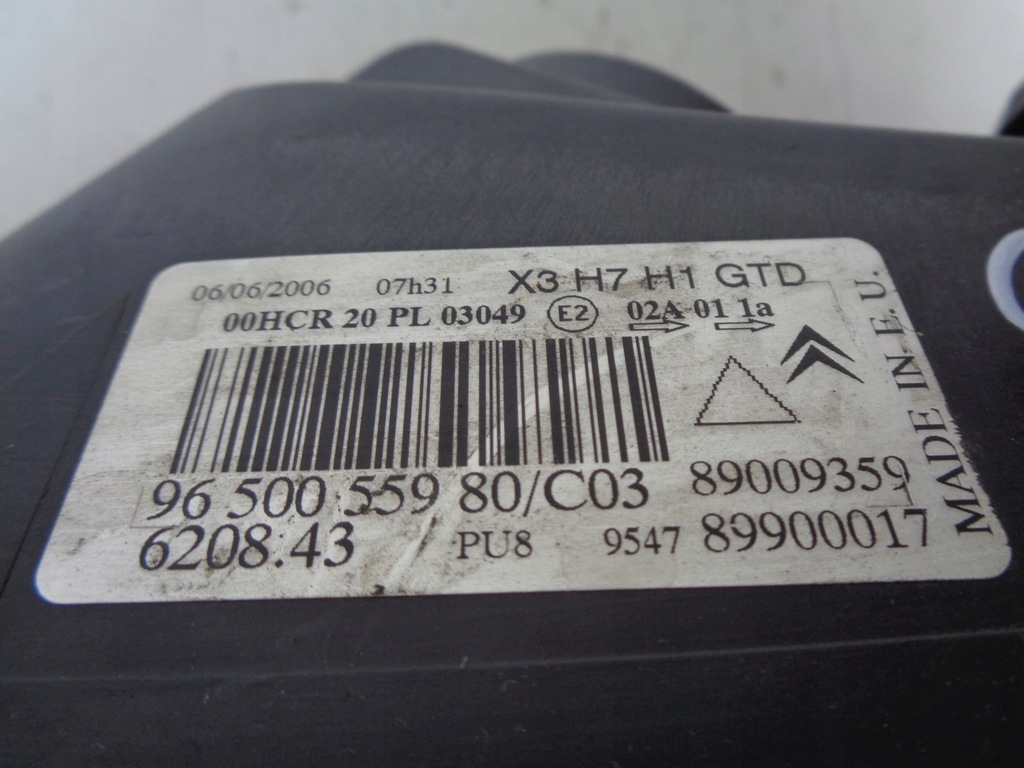 06/06/2006 07h31 X3 H7 H1 GTD
00HCR 20 PL 03049 E2 02A 01 1a
96 500 559 80/C03 89009359
6208.43 PU8 9547 89900017
MADE IN E.U.